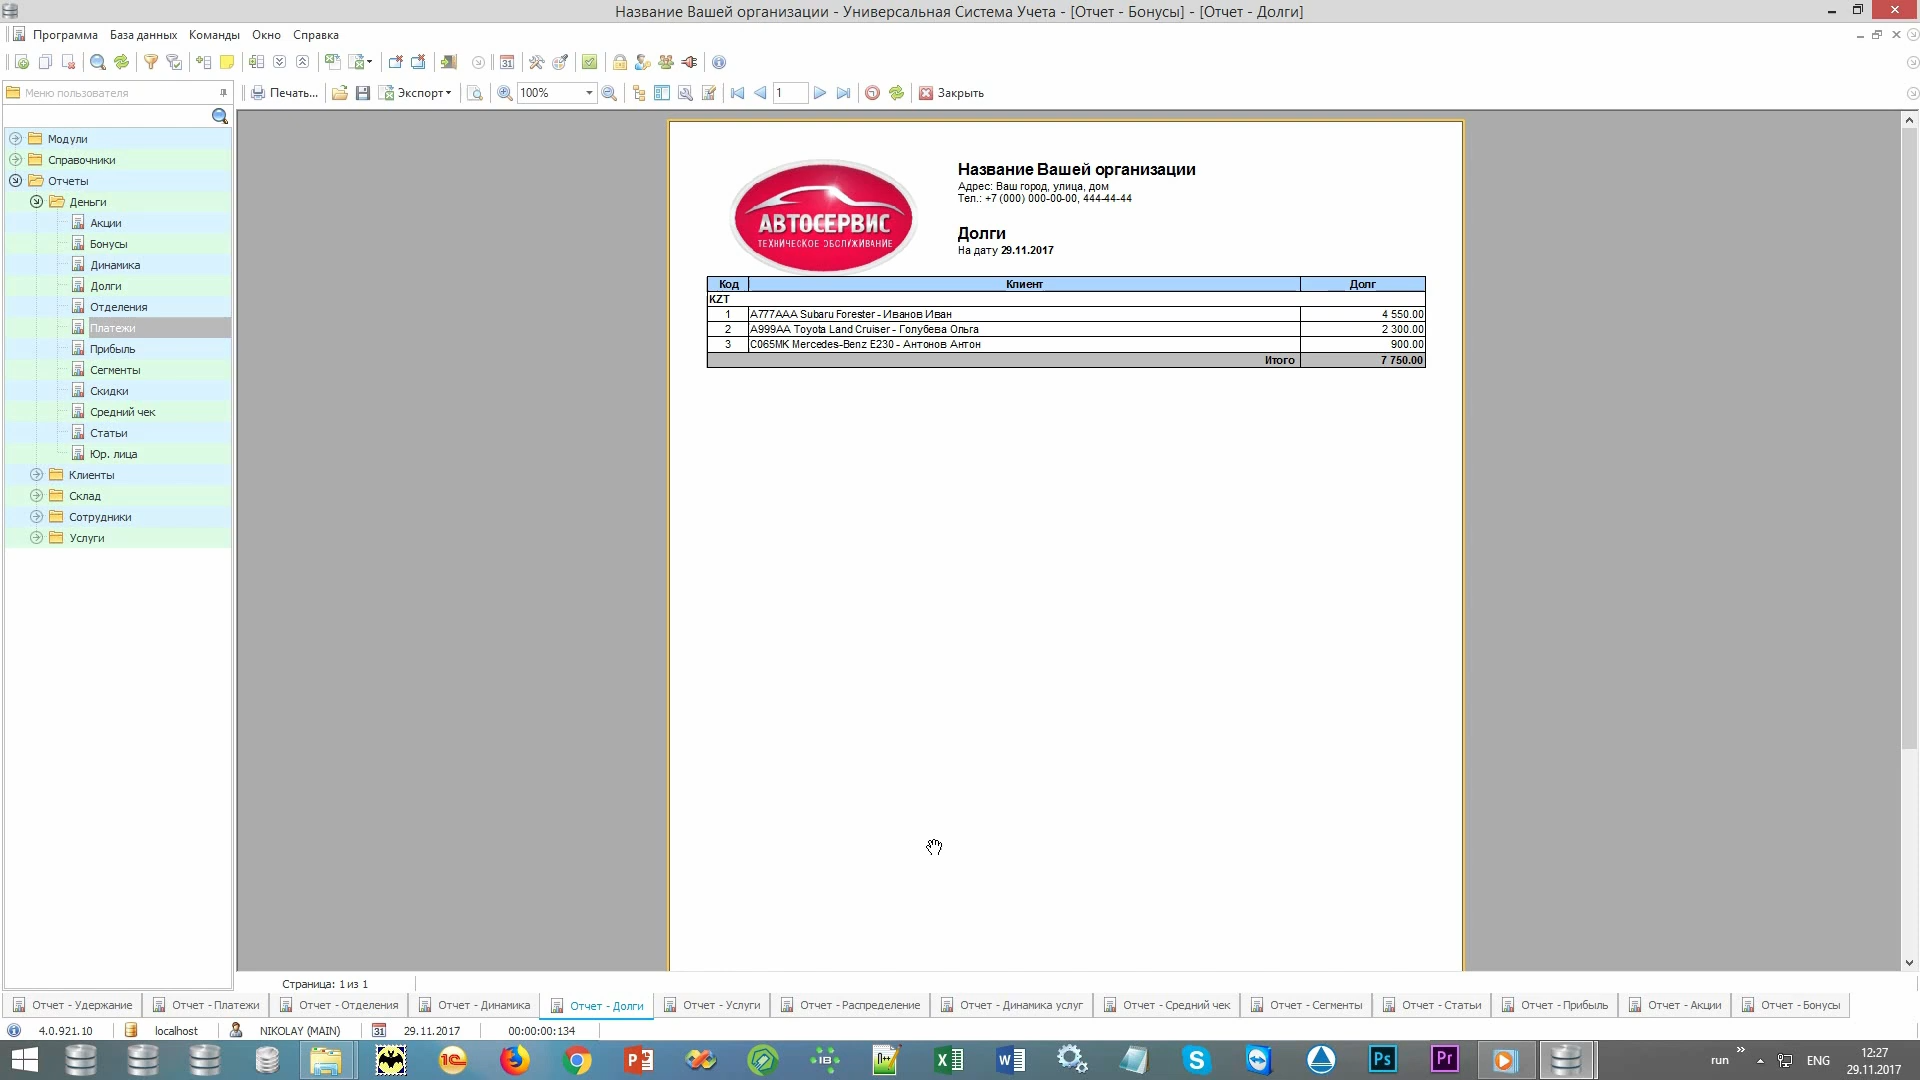 Название Вашей организации - Универсальная Система Учета - [Отчет - Бонусы] - [Отчет - Долги]
Программа База данных Команды Окно Справка
Меню пользователя
Печать... Экспорт 100% 1 Закрыть
Модули
Справочники
Отчеты
Деньги
Акции
Бонусы
Динамика
Долги
Отделения
Платежи
Прибыль
Сегменты
Скидки
Средний чек
Статьи
Юр. лица
Клиенты
Склад
Сотрудники
Услуги
АВТОСЕРВИС
ТЕХНИЧЕСКОЕ ОБСЛУЖИВАНИЕ
Название Вашей организации
Адрес: Ваш город, улица, дом
Тел.: +7 (000) 000-00-00, 444-44-44
Долги
На дату 29.11.2017
Код Клиент Долг
KZT
1 A777AAA Subaru Forester - Иванов Иван 4 550.00
2 A999AA Toyota Land Cruiser - Голубева Ольга 2 300.00
3 C065MK Mercedes-Benz E230 - Антонов Антон 900.00
Итого 7 750.00
Страница: 1 из 1
Отчет - Удержание Отчет - Платежи Отчет - Отделения Отчет - Динамика Отчет - Долги Отчет - Услуги Отчет - Распределение Отчет - Динамика услуг Отчет - Средний чек Отчет - Сегменты Отчет - Статьи Отчет - Прибыль Отчет - Акции Отчет - Бонусы
4.0.921.10 localhost NIKOLAY (MAIN) 31 29.11.2017 00:00:00:134
run ENG 12:27
29.11.2017